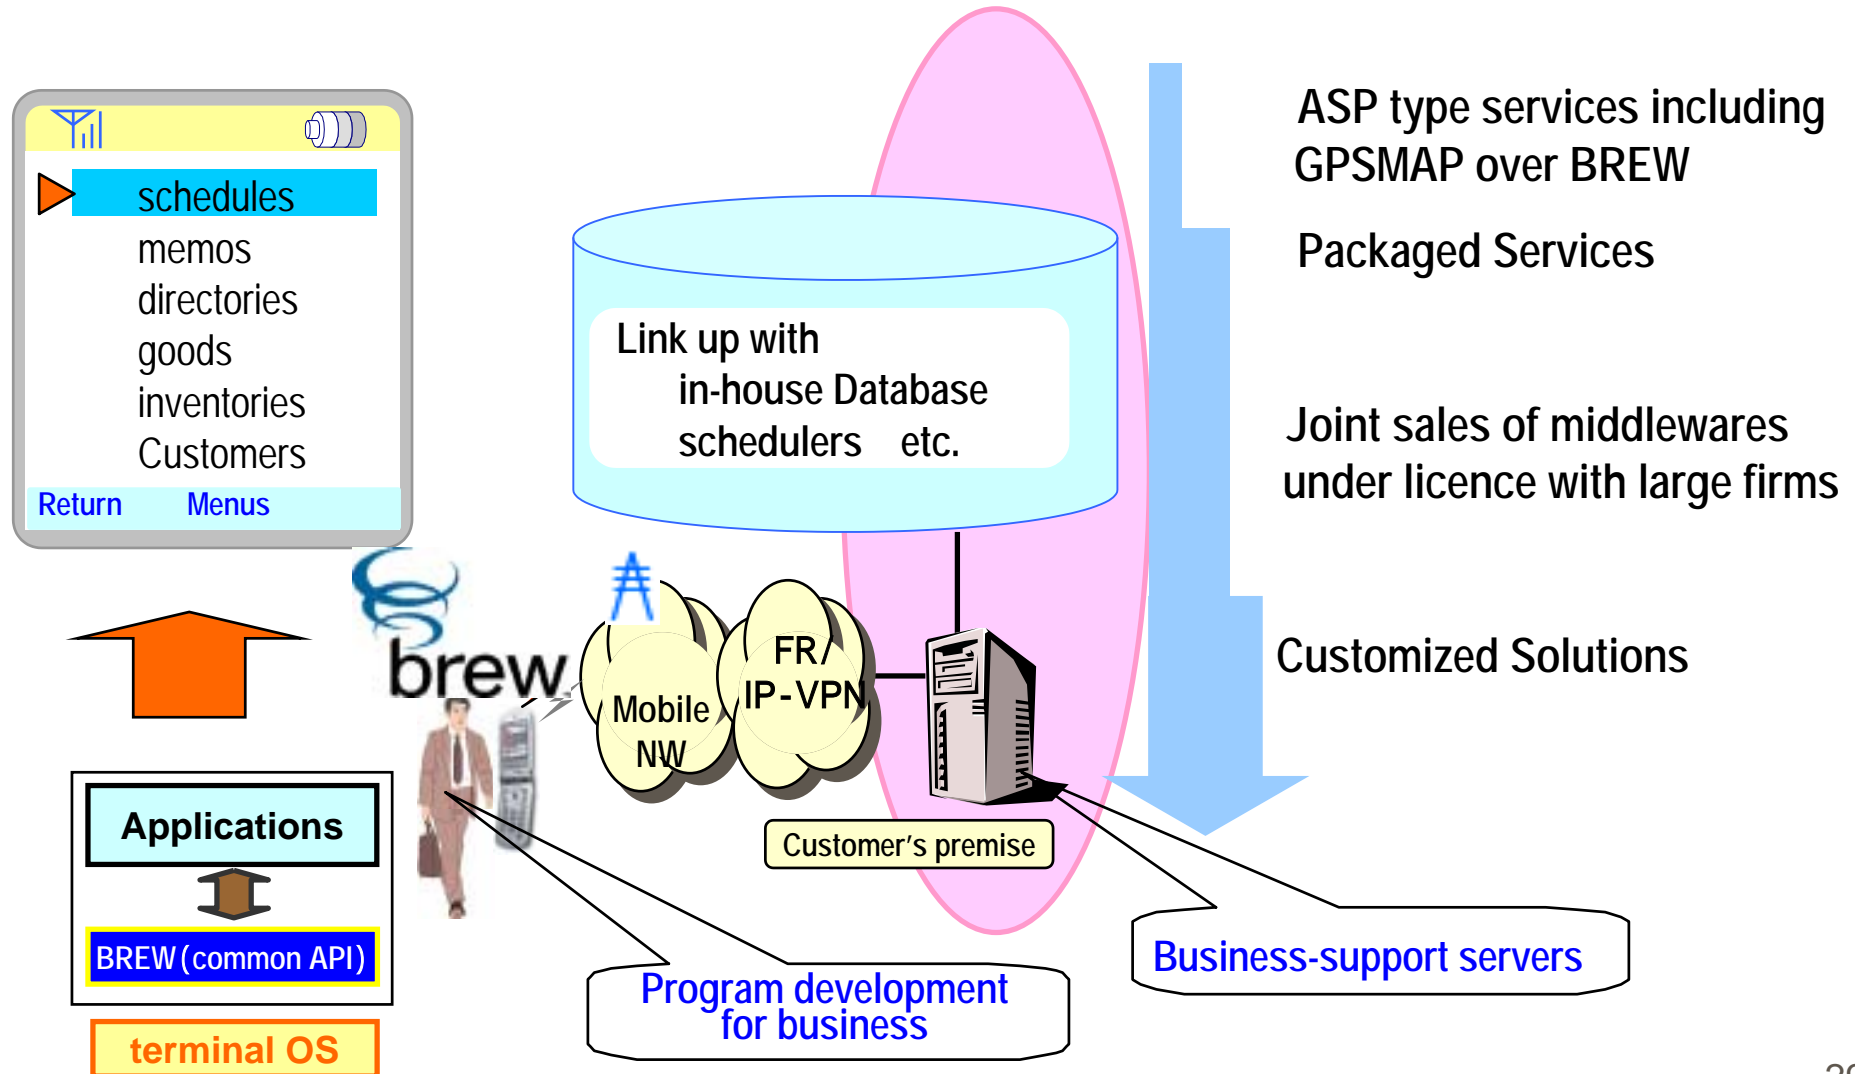 schedules
memos
directories
goods
inventories
Customers
Return Menus
ASP type services including
GPSMAP over BREW
Packaged Services
Link up with
in-house Database
schedulers etc.
Joint sales of middlewares
under licence with large firms
brew
Mobile
NW
FR/
IP-VPN
Customized Solutions
Customer's premise
Applications
BREW(common API)
terminal OS
Program development
for business
Business-support servers